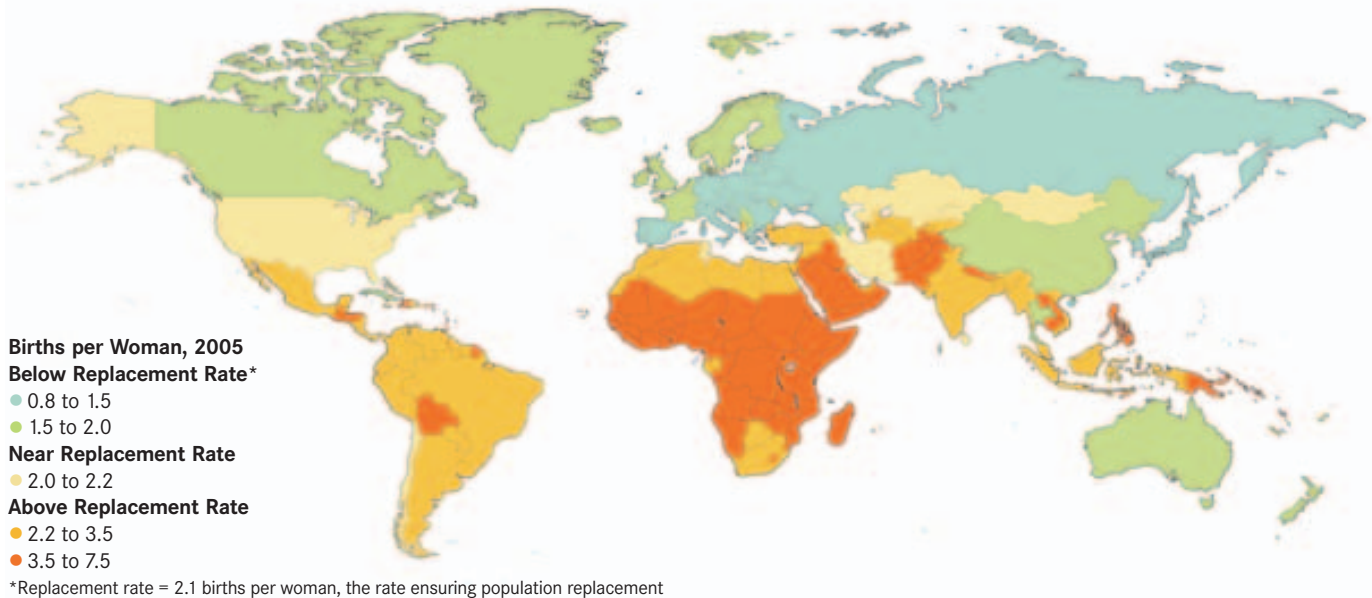 Births per Woman, 2005
Below Replacement Rate*
0.8 to 1.5
1.5 to 2.0
Near Replacement Rate
2.0 to 2.2
Above Replacement Rate
2.2 to 3.5
3.5 to 7.5
*Replacement rate = 2.1 births per woman, the rate ensuring population replacement